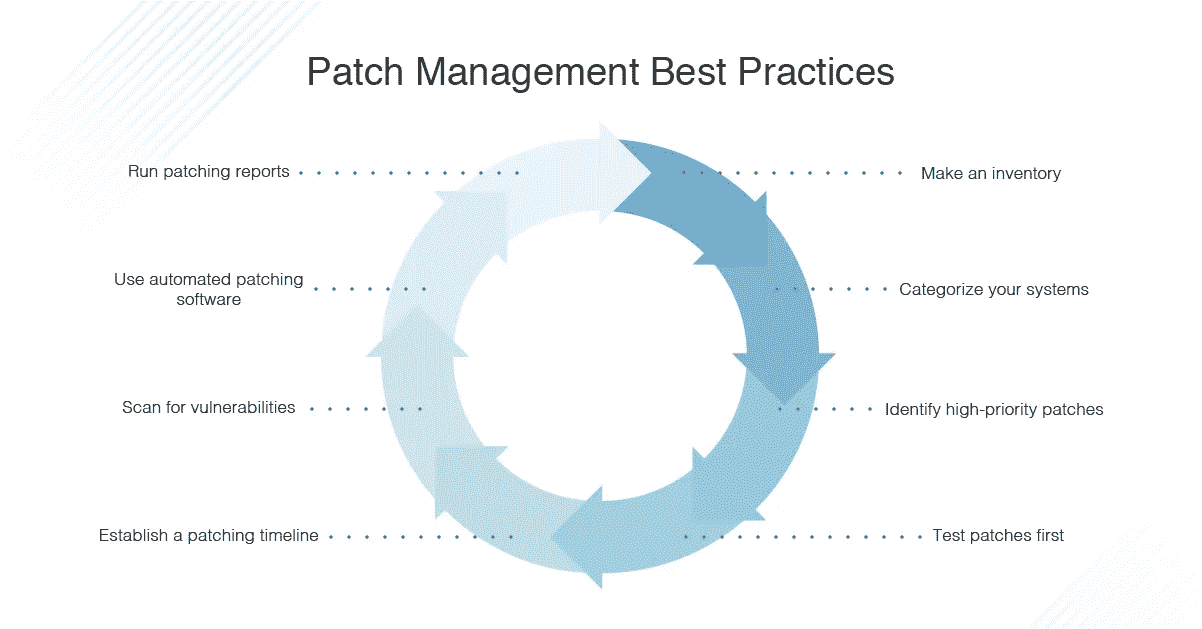 Patch Management Best Practices
Run patching reports
Make an inventory
Use automated patching
software
Categorize your systems
Scan for vulnerabilities
Identify high-priority patches
Establish a patching timeline
Test patches first